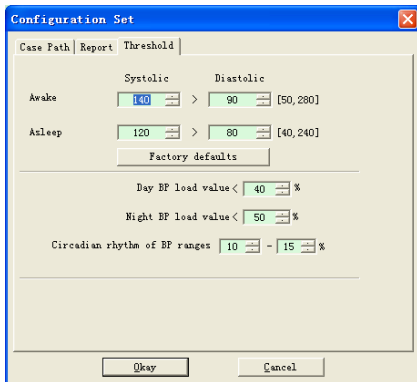 Configuration Set
Case Path Report Threshold
Systolic Diastolic
Awake 140 > 90 [50,280]
Asleep 120 > 80 [40,240]
Factory defaults
Day BP load value< 40 %
Night BP load value< 50 %
Circadian rhythm of BP ranges 10 - 15 %
Okay Cancel